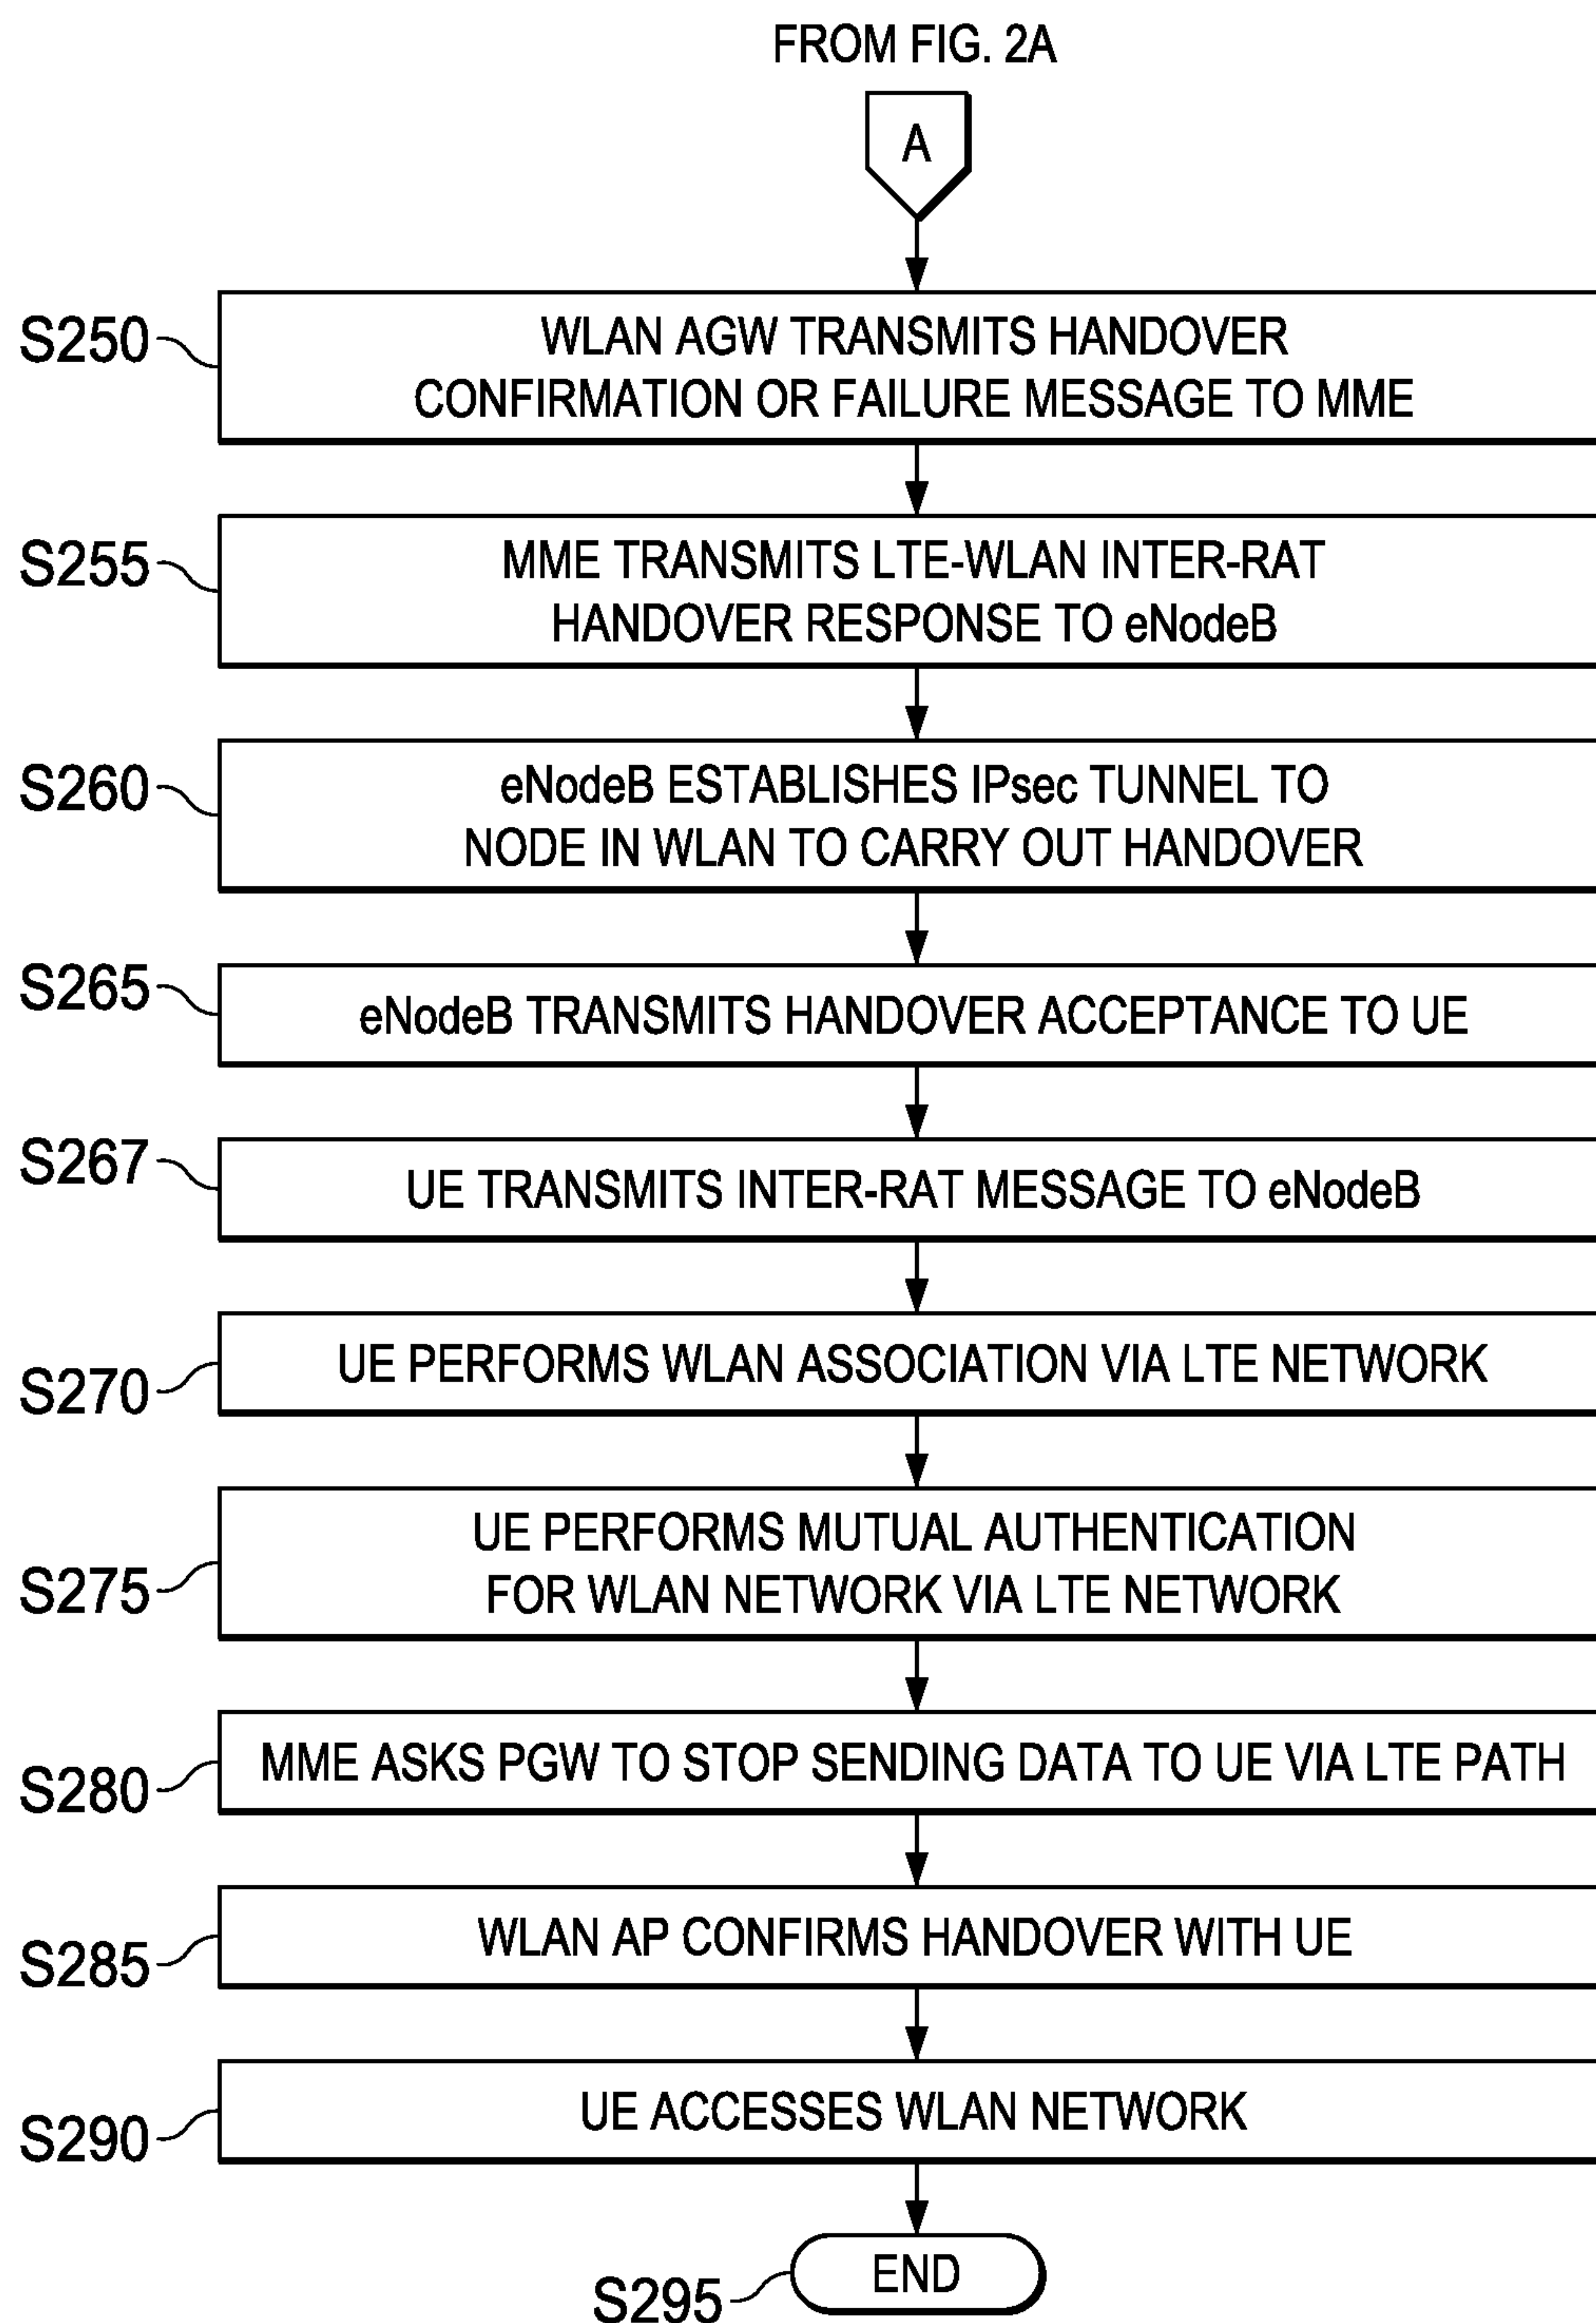 FROM FIG. 2A
A
S250
WLAN AGW TRANSMITS HANDOVER
CONFIRMATION OR FAILURE MESSAGE TO MME
S255
MME TRANSMITS LTE-WLAN INTER-RAT
HANDOVER RESPONSE TO eNodeB
S260
eNodeB ESTABLISHES IPsec TUNNEL TO
NODE IN WLAN TO CARRY OUT HANDOVER
S265
eNodeB TRANSMITS HANDOVER ACCEPTANCE TO UE
S267
UE TRANSMITS INTER-RAT MESSAGE TO eNodeB
S270
UE PERFORMS WLAN ASSOCIATION VIA LTE NETWORK
S275
UE PERFORMS MUTUAL AUTHENTICATION
FOR WLAN NETWORK VIA LTE NETWORK
S280
MME ASKS PGW TO STOP SENDING DATA TO UE VIA LTE PATH
S285
WLAN AP CONFIRMS HANDOVER WITH UE
S290
UE ACCESSES WLAN NETWORK
S295
END